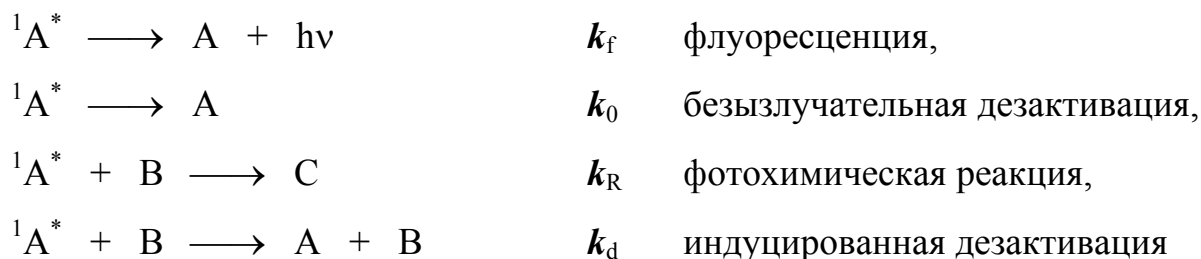 ¹A* ⟶ A + hν k_f флуоресценция,
¹A* ⟶ A k_0 безызлучательная дезактивация,
¹A* + B ⟶ C k_R фотохимическая реакция,
¹A* + B ⟶ A + B k_d индуцированная дезактивация